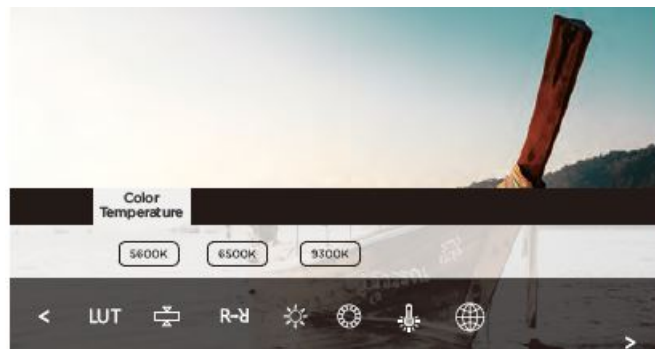 Color
Temperature
5600K 6500K 9300K
< LUT R-Я >